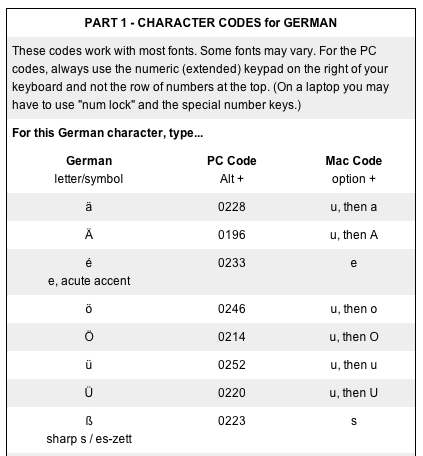 PART 1 - CHARACTER CODES for GERMAN
These codes work with most fonts. Some fonts may vary. For the PC
codes, always use the numeric (extended) keypad on the right of your
keyboard and not the row of numbers at the top. (On a laptop you may
have to use "num lock" and the special number keys.)
For this German character, type...
German PC Code Mac Code
letter/symbol Alt + option +
ä 0228 u, then a
Ä 0196 u, then A
é 0233 e
e, acute accent
ö 0246 u, then o
Ö 0214 u, then O
ü 0252 u, then u
Ü 0220 u, then U
ß 0223 s
sharp s / es-zett